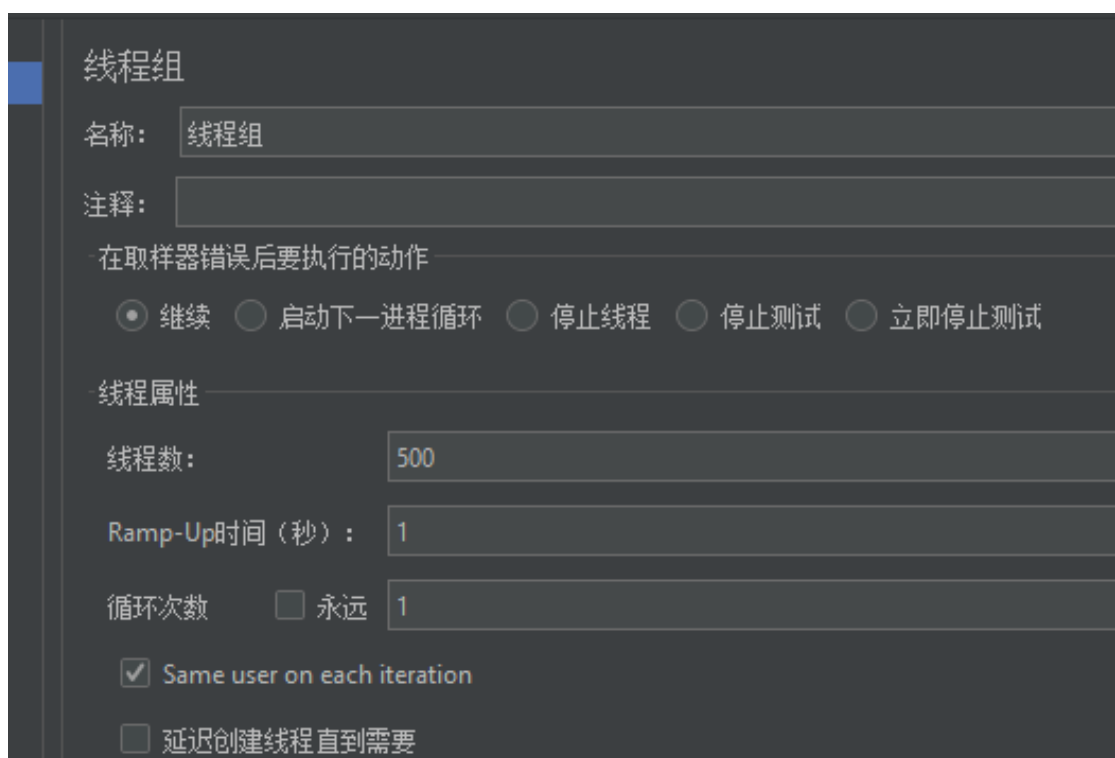 线程组
名称： 线程组
注释：
在取样器错误后要执行的动作
继续 启动下一进程循环 停止线程 停止测试 立即停止测试
线程属性
线程数： 500
Ramp-Up时间（秒）： 1
循环次数 永远 1
Same user on each iteration
延迟创建线程直到需要